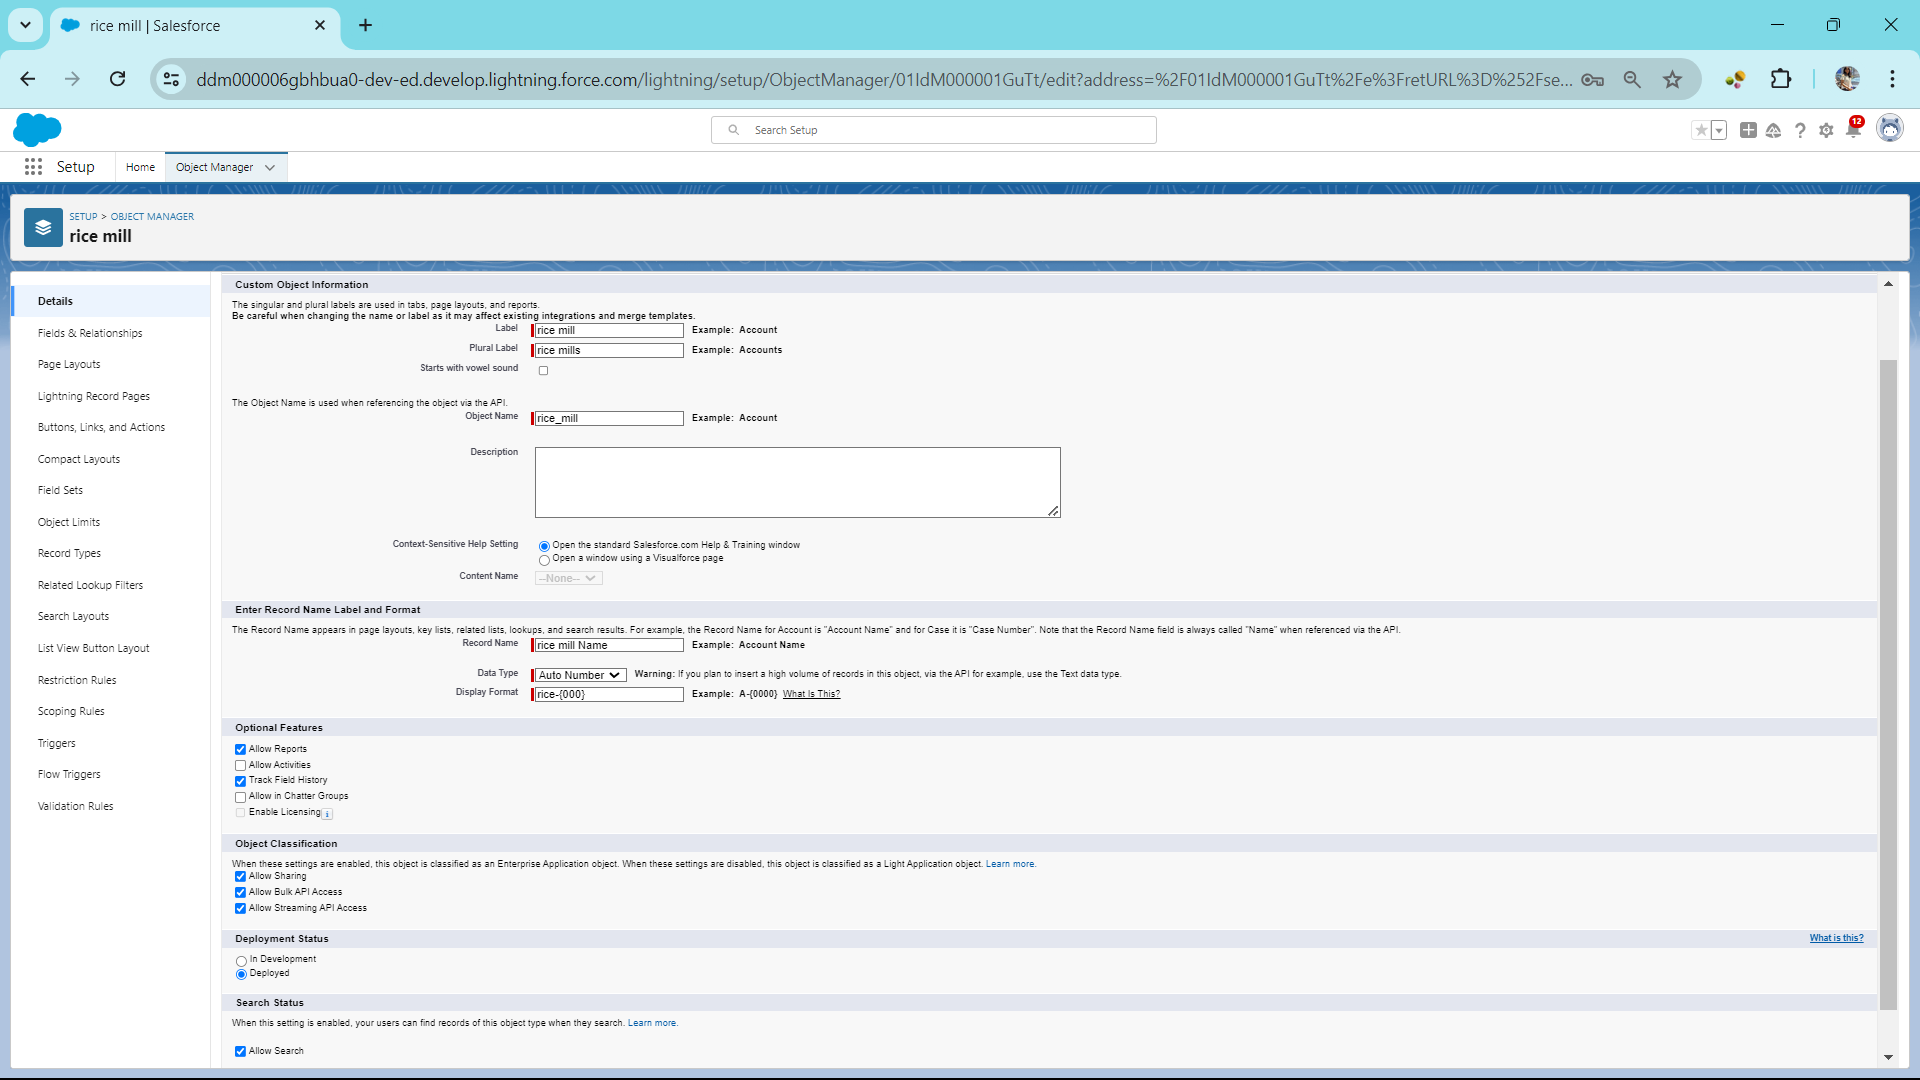 rice mill | Salesforce
ddm000006gbhbua0-dev-ed.develop.lightning.force.com/lightning/setup/ObjectManager/01IdM000001GuTt/edit?address=%2F01IdM000001GuTt%2Fe%3FretURL%3D%252Fse...
Search Setup
12
Setup
Home
Object Manager
SETUP > OBJECT MANAGER
rice mill
Details
Fields & Relationships
Page Layouts
Lightning Record Pages
Buttons, Links, and Actions
Compact Layouts
Field Sets
Object Limits
Record Types
Related Lookup Filters
Search Layouts
List View Button Layout
Restriction Rules
Scoping Rules
Triggers
Flow Triggers
Validation Rules
Custom Object Information
The singular and plural labels are used in tabs, page layouts, and reports.
Be careful when changing the name or label as it may affect existing integrations and merge templates.
Label rice mill Example: Account
Plural Label rice mills Example: Accounts
Starts with vowel sound
The Object Name is used when referencing the object via the API.
Object Name rice_mill Example: Account
Description
Context-Sensitive Help Setting Open the standard Salesforce.com Help & Training window
Open a window using a Visualforce page
Content Name --None--
Enter Record Name Label and Format
The Record Name appears in page layouts, key lists, related lists, lookups, and search results. For example, the Record Name for Account is "Account Name" and for Case it is "Case Number". Note that the Record Name field is always called "Name" when referenced via the API.
Record Name rice mill Name Example: Account Name
Data Type Auto Number Warning: If you plan to insert a high volume of records in this object, via the API for example, use the Text data type.
Display Format rice-{000} Example: A-{0000} What Is This?
Optional Features
Allow Reports
Allow Activities
Track Field History
Allow in Chatter Groups
Enable Licensing i
Object Classification
When these settings are enabled, this object is classified as an Enterprise Application object. When these settings are disabled, this object is classified as a Light Application object. Learn more.
Allow Sharing
Allow Bulk API Access
Allow Streaming API Access
Deployment Status What is this?
In Development
Deployed
Search Status
When this setting is enabled, your users can find records of this object type when they search. Learn more.
Allow Search